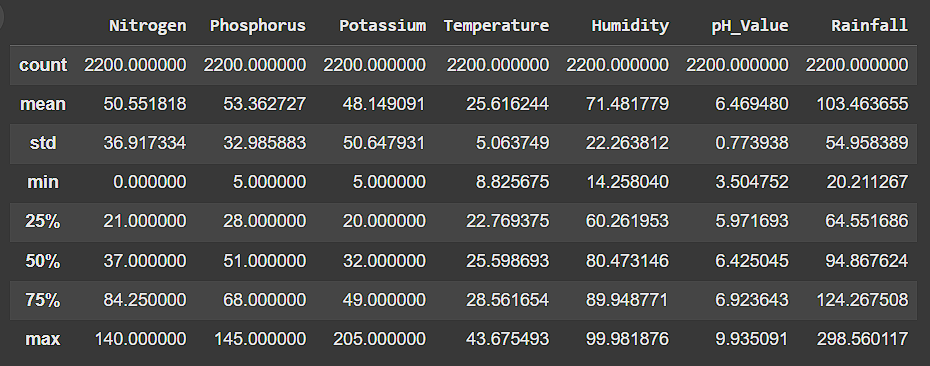 Nitrogen Phosphorus Potassium Temperature Humidity pH_Value Rainfall
count 2200.000000 2200.000000 2200.000000 2200.000000 2200.000000 2200.000000 2200.000000
mean 50.551818 53.362727 48.149091 25.616244 71.481779 6.469480 103.463655
std 36.917334 32.985883 50.647931 5.063749 22.263812 0.773938 54.958389
min 0.000000 5.000000 5.000000 8.825675 14.258040 3.504752 20.211267
25% 21.000000 28.000000 20.000000 22.769375 60.261953 5.971693 64.551686
50% 37.000000 51.000000 32.000000 25.598693 80.473146 6.425045 94.867624
75% 84.250000 68.000000 49.000000 28.561654 89.948771 6.923643 124.267508
max 140.000000 145.000000 205.000000 43.675493 99.981876 9.935091 298.560117